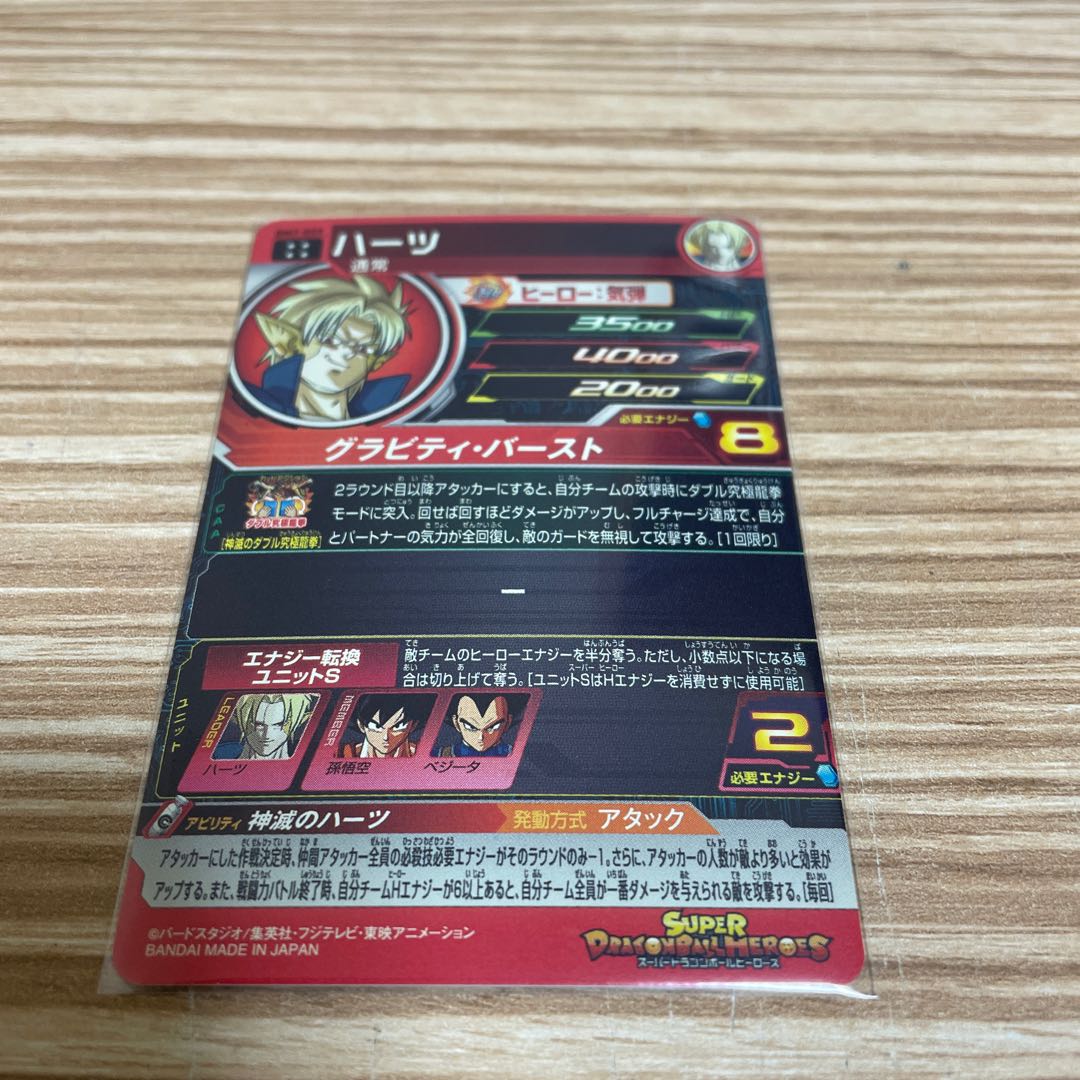 ハーツ
通常
ヒーロー:気弾
3500
4000
2000
必要エナジー
8
グラビティ・バースト
CAA
ダブル究極龍拳
[神滅のダブル究極龍拳]
2ラウンド目以降アタッカーにすると、自分チームの攻撃時にダブル究極龍拳
モードに突入。回せば回すほどダメージがアップし、フルチャージ達成で、自分
とパートナーの気力が全回復し、敵のガードを無視して攻撃する。[1回限り]
ー
ユニット
エナジー転換
ユニットS
敵チームのヒーローエナジーを半分奪う。ただし、小数点以下になる場
合は切り上げて奪う。[ユニットSはHエナジーを消費せずに使用可能]
LEADER
ハーツ
MEMBER
孫悟空
ベジータ
2
必要エナジー
アビリティ 神滅のハーツ
発動方式 アタック
アタッカーにした作戦決定時、仲間アタッカー全員の必殺技必要エナジーがそのラウンドのみー1。さらに、アタッカーの人数が敵より多いと効果が
アップする。また、戦闘力バトル終了時、自分チームHエナジーが6以上あると、自分チーム全員が一番ダメージを与えられる敵を攻撃する。[毎回]
©バードスタジオ/集英社・フジテレビ・東映アニメーション
BANDAI MADE IN JAPAN
SUPER
DRAGONBALL HEROES
スーパードラゴンボールヒーローズ